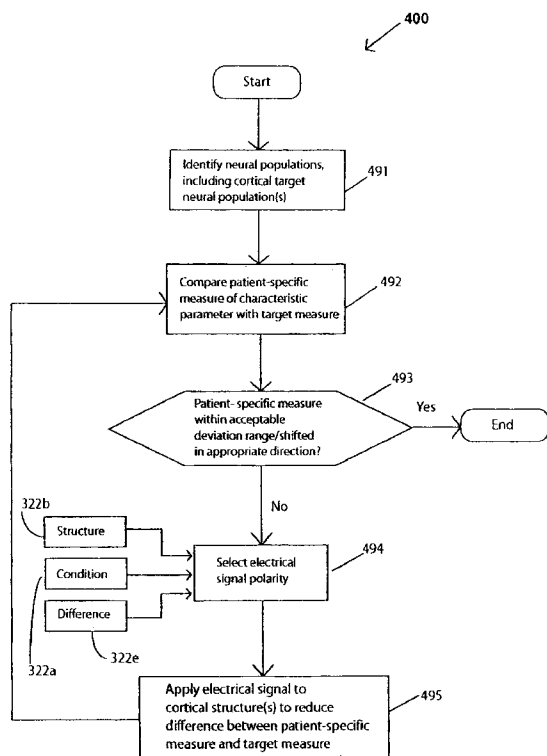 400
Start
Identify neural populations,
including cortical target
neural population(s)
491
Compare patient-specific
measure of characteristic
parameter with target measure
492
493
Patient- specific measure
within acceptable
deviation range/shifted
in appropriate direction?
Yes
End
No
322b
Structure
Condition
Difference
322a
322e
Select electrical
signal polarity
494
Apply electrical signal to
cortical structure(s) to reduce
difference between patient-specific
measure and target measure
495